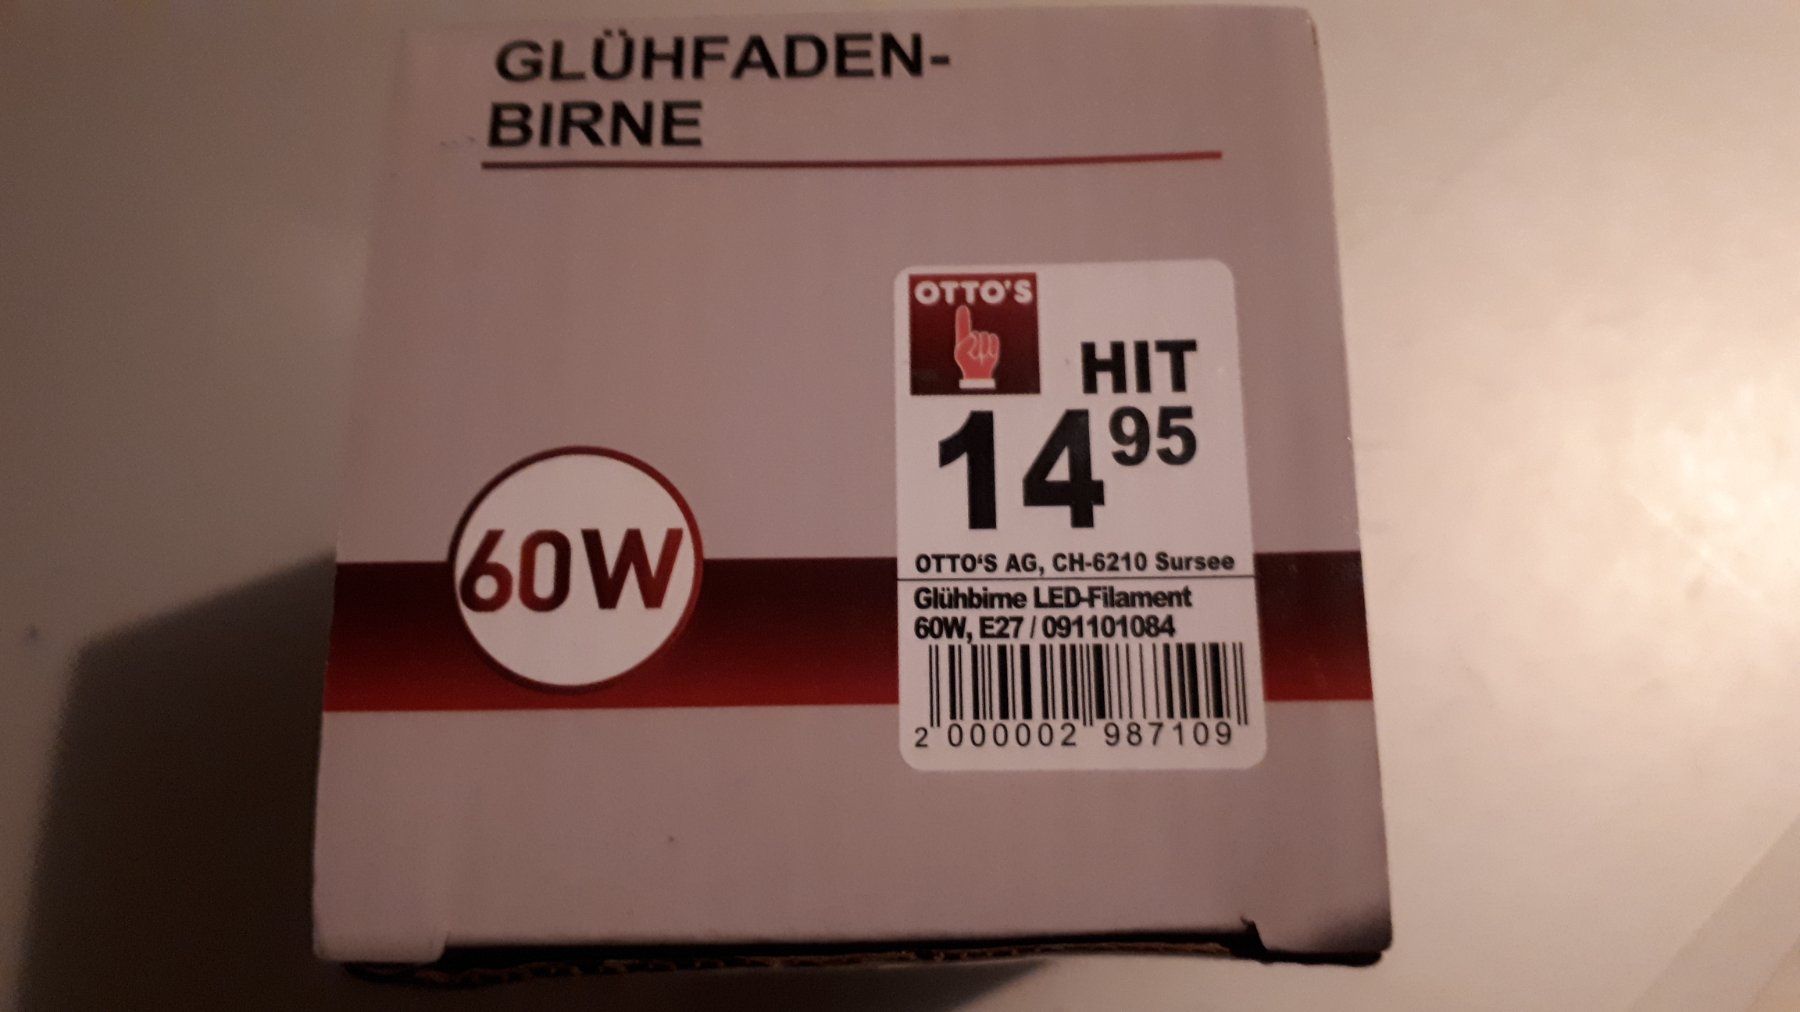 GLÜHFADEN-
BIRNE
OTTO'S
HIT
14 95
60W
OTTO'S AG, CH-6210 Sursee
Glühbirne LED-Filament
60W, E27 / 091101084
2 000002 987109